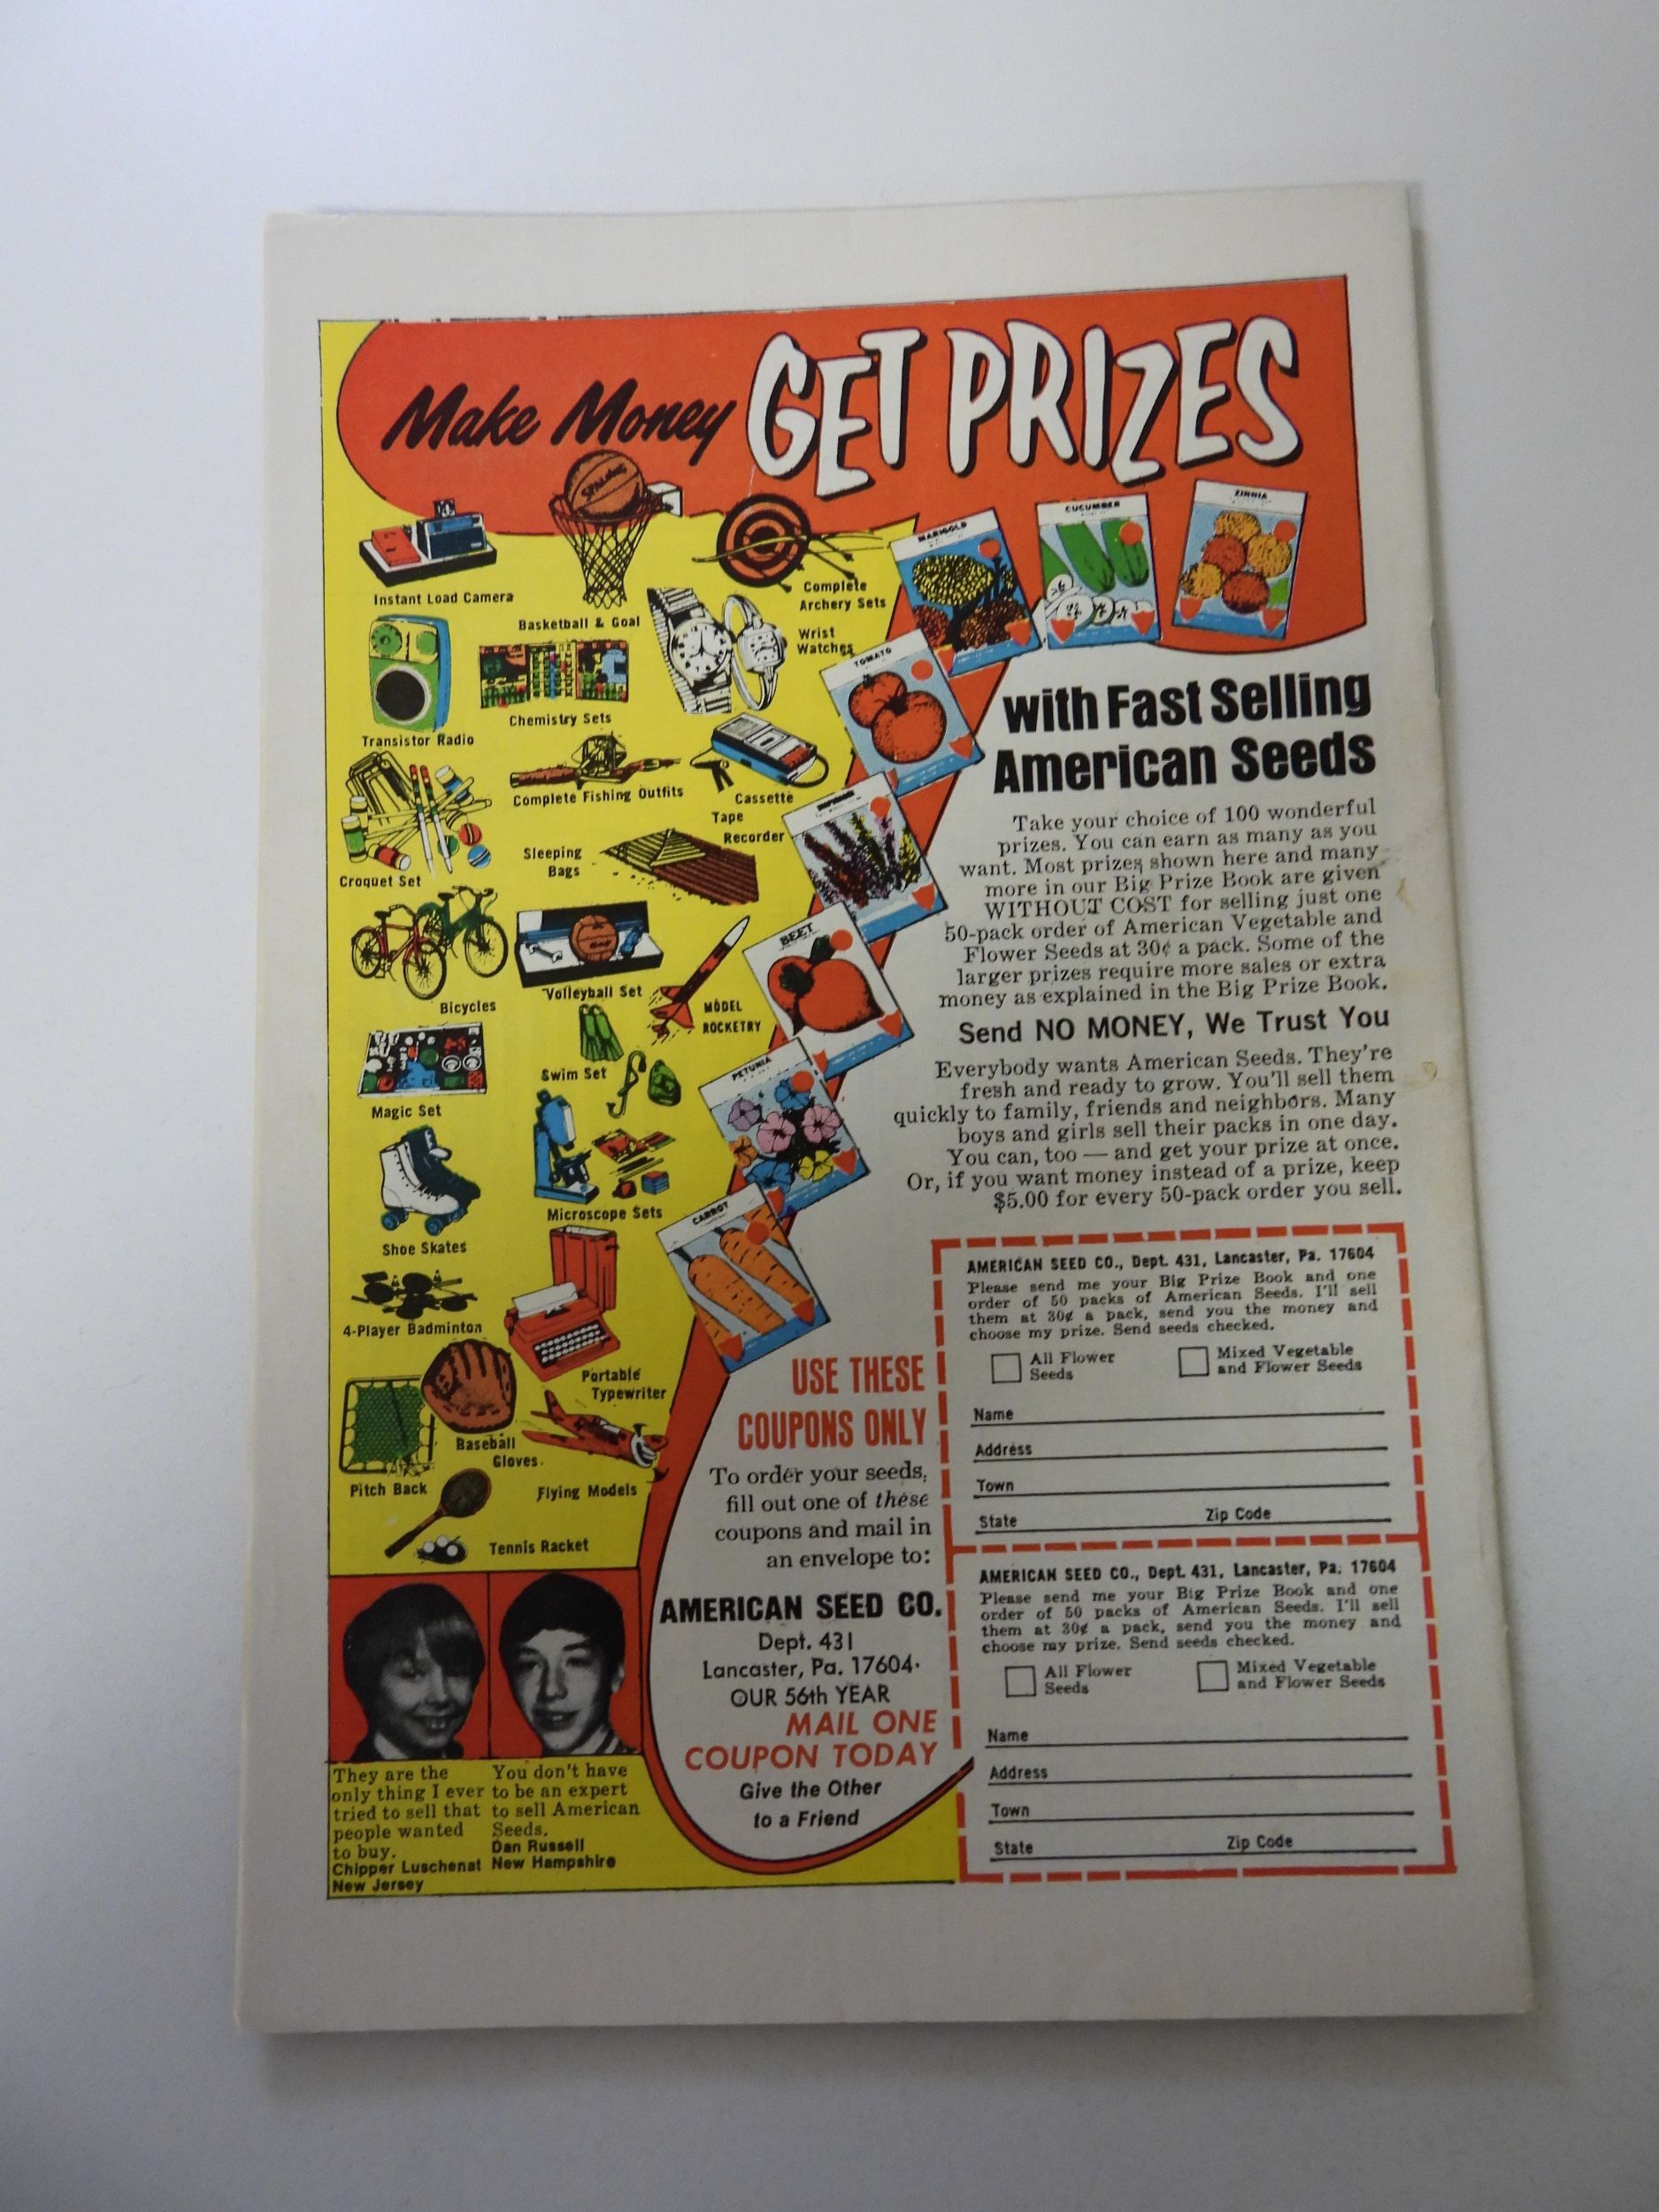 Make Money GET PRIZES
SPALDING
Instant Load Camera
Basketball & Goal
Complete
Archery Sets
Wrist
Watches
Transistor Radio
Chemistry Sets
Complete Fishing Outfits
Cassette
Tape
Recorder
Croquet Set
Sleeping
Bags
Bicycles
Volleyball Set
MODEL
ROCKETRY
Magic Set
Swim Set
Shoe Skates
Microscope Sets
4-Player Badminton
Portable
Typewriter
Pitch Back
Baseball
Gloves
Flying Models
Tennis Racket
MARIGOLD
CUCUMBER
ZINNIA
TOMATO
BEET
PETUNIA
CARROT
with Fast Selling
American Seeds
Take your choice of 100 wonderful
prizes. You can earn as many as you
want. Most prizes shown here and many
more in our Big Prize Book are given
WITHOUT COST for selling just one
50-pack order of American Vegetable and
Flower Seeds at 30¢ a pack. Some of the
larger prizes require more sales or extra
money as explained in the Big Prize Book.
Send NO MONEY, We Trust You
Everybody wants American Seeds. They're
fresh and ready to grow. You'll sell them
quickly to family, friends and neighbors. Many
boys and girls sell their packs in one day.
You can, too — and get your prize at once.
Or, if you want money instead of a prize, keep
$5.00 for every 50-pack order you sell.
USE THESE
COUPONS ONLY
To order your seeds,
fill out one of these
coupons and mail in
an envelope to:
AMERICAN SEED CO.
Dept. 431
Lancaster, Pa. 17604
OUR 56th YEAR
MAIL ONE
COUPON TODAY
Give the Other
to a Friend
AMERICAN SEED CO., Dept. 431, Lancaster, Pa. 17604
Please send me your Big Prize Book and one
order of 50 packs of American Seeds. I'll sell
them at 30¢ a pack, send you the money and
choose my prize. Send seeds checked.
All Flower
Seeds
Mixed Vegetable
and Flower Seeds
Name
Address
Town
State Zip Code
AMERICAN SEED CO., Dept. 431, Lancaster, Pa. 17604
Please send me your Big Prize Book and one
order of 50 packs of American Seeds. I'll sell
them at 30¢ a pack, send you the money and
choose my prize. Send seeds checked.
All Flower
Seeds
Mixed Vegetable
and Flower Seeds
Name
Address
Town
State Zip Code
They are the
only thing I ever
tried to sell that
people wanted
to buy.
Chipper Luschenat
New Jersey
You don't have
to be an expert
to sell American
Seeds.
Dan Russell
New Hampshire